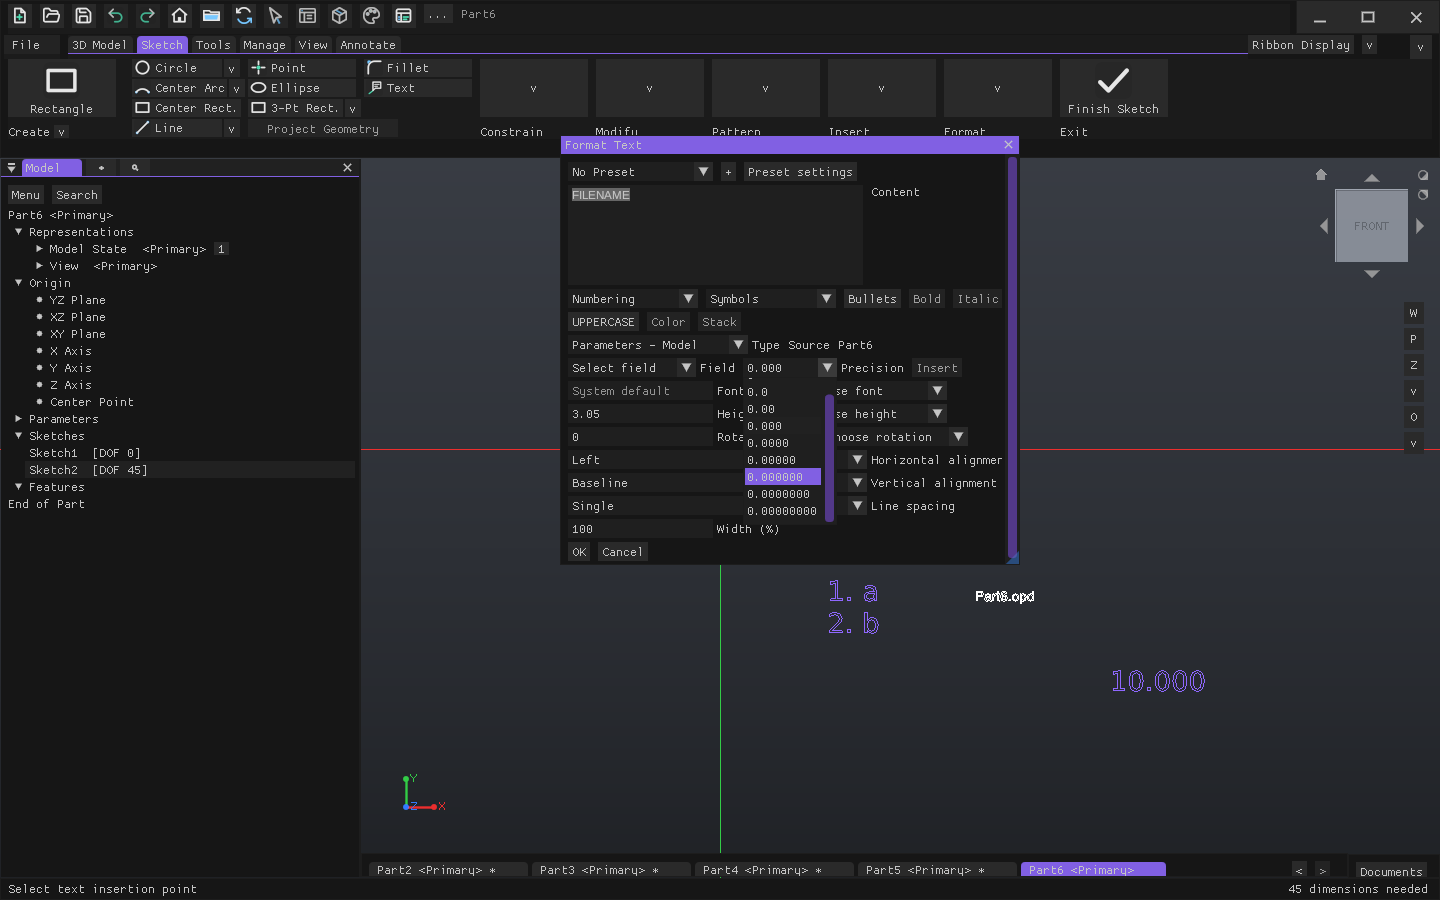 ... Part6
File 3D Model Sketch Tools Manage View Annotate Ribbon Display v v
Rectangle
Create v
Circle v
Center Arc v
Center Rect.
Line v
Point
Ellipse
3-Pt Rect. v
Project Geometry
Fillet
Text
v v v v v
Constrain Modify Pattern Insert Format
Finish Sketch
Exit
Model
Menu Search
Part6 <Primary>
Representations
Model State <Primary> 1
View <Primary>
Origin
YZ Plane
XZ Plane
XY Plane
X Axis
Y Axis
Z Axis
Center Point
Parameters
Sketches
Sketch1 [DOF 0]
Sketch2 [DOF 45]
Features
End of Part
Format Text
No Preset + Preset settings
FILENAME
Content
Numbering Symbols Bullets Bold Italic
UPPERCASE Color Stack
Parameters - Model Type Source Part6
Select field Field 0.000 Precision Insert
System default Font se font
3.05 Heig se height
0 Rota oose rotation
Left Horizontal alignmen
Baseline Vertical alignment
Single Line spacing
100 Width (%)
OK Cancel
0.0
0.00
0.000
0.0000
0.00000
0.000000
0.0000000
0.00000000
FRONT
W
P
Z
v
O
v
1. a
2. b
Part6.opd
10.000
Y
Z X
Part2 <Primary> * Part3 <Primary> * Part4 <Primary> * Part5 <Primary> * Part6 <Primary> < > Documents
Select text insertion point 45 dimensions needed